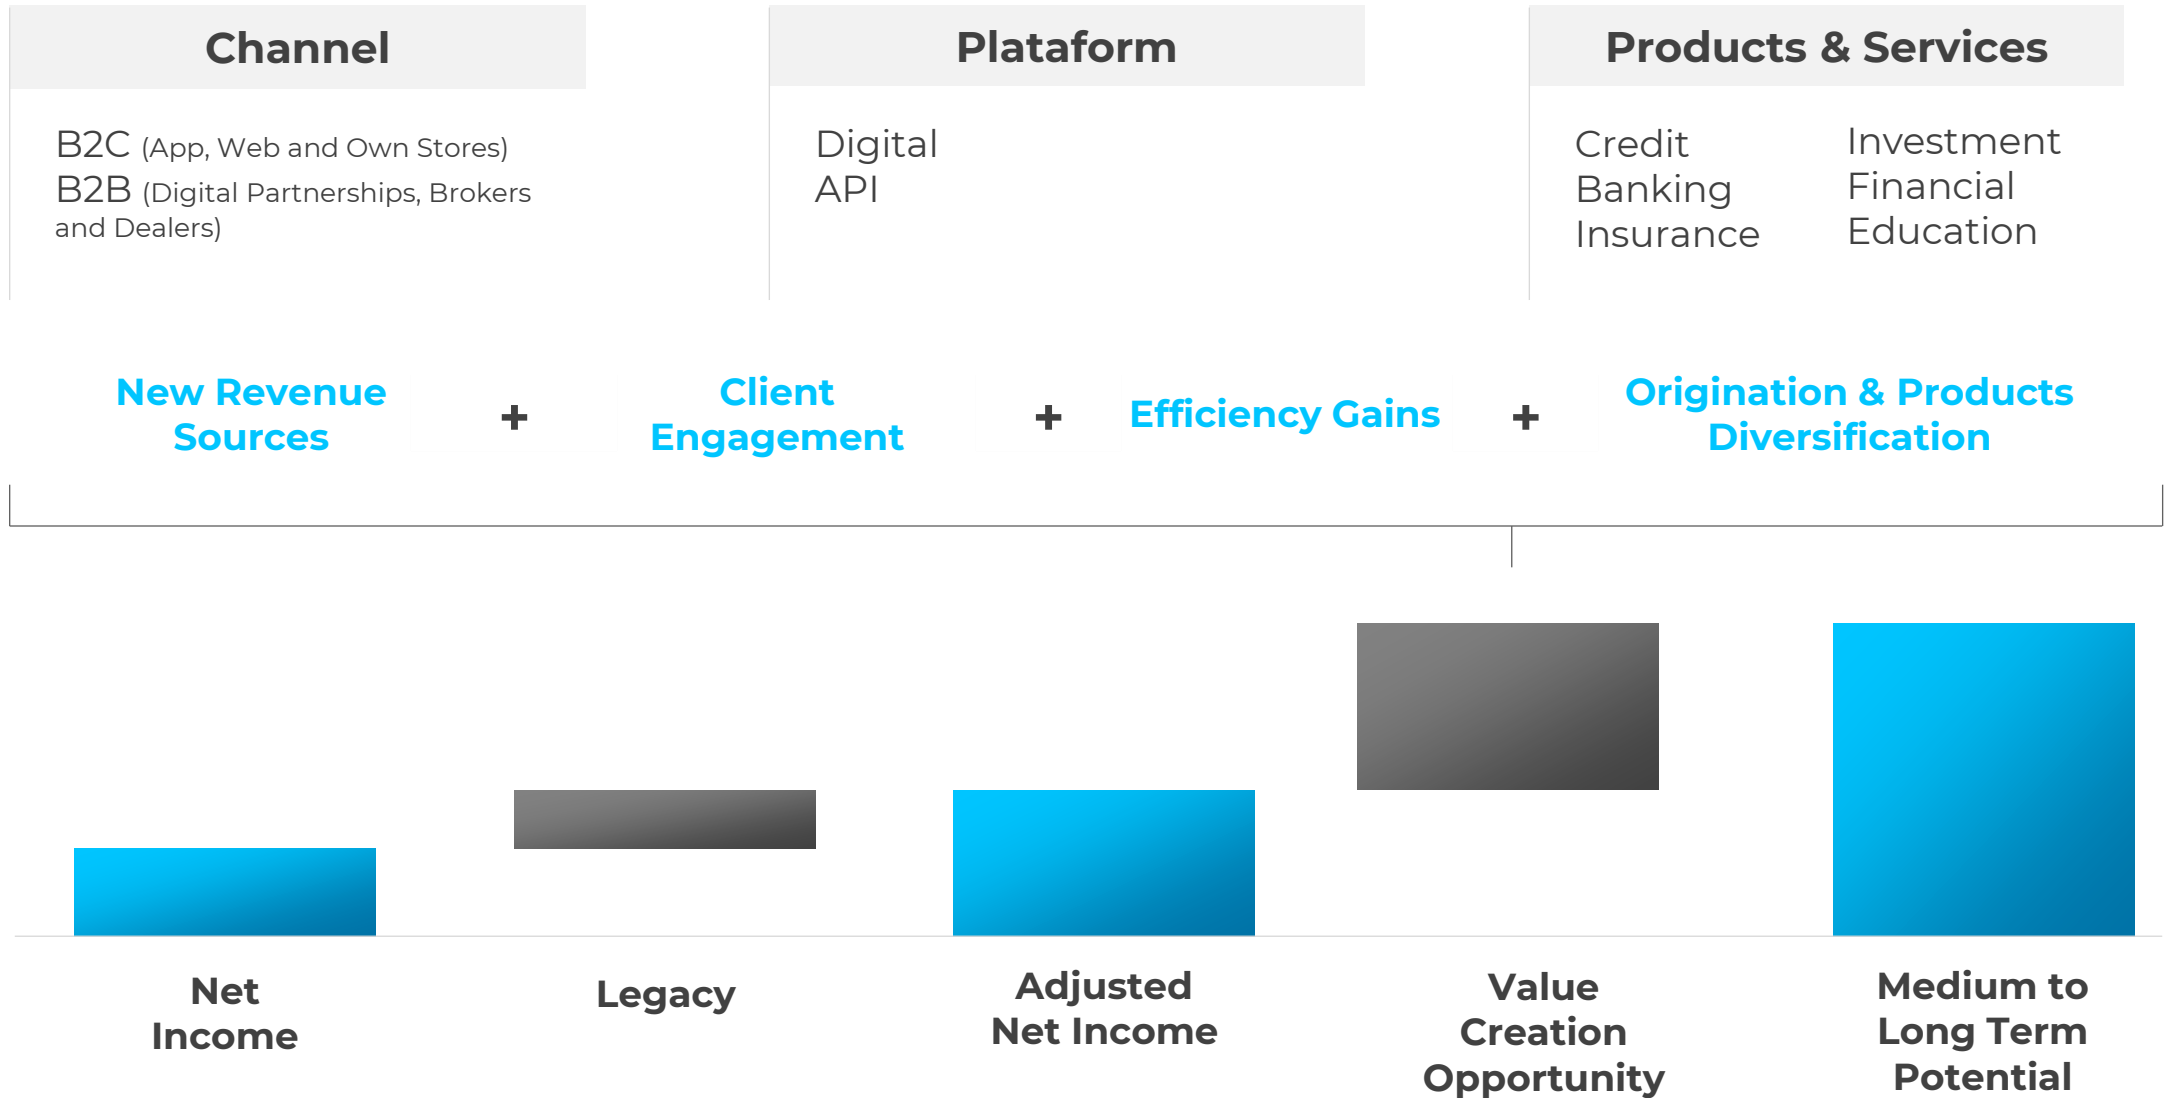 Channel
B2C (App, Web and Own Stores)
B2B (Digital Partnerships, Brokers
and Dealers)
Plataform
Digital
API
Products & Services
Credit
Banking
Insurance
Investment
Financial
Education
New Revenue
Sources
+
Client
Engagement
+
Efficiency Gains
+
Origination & Products
Diversification
Net
Income
Legacy
Adjusted
Net Income
Value
Creation
Opportunity
Medium to
Long Term
Potential